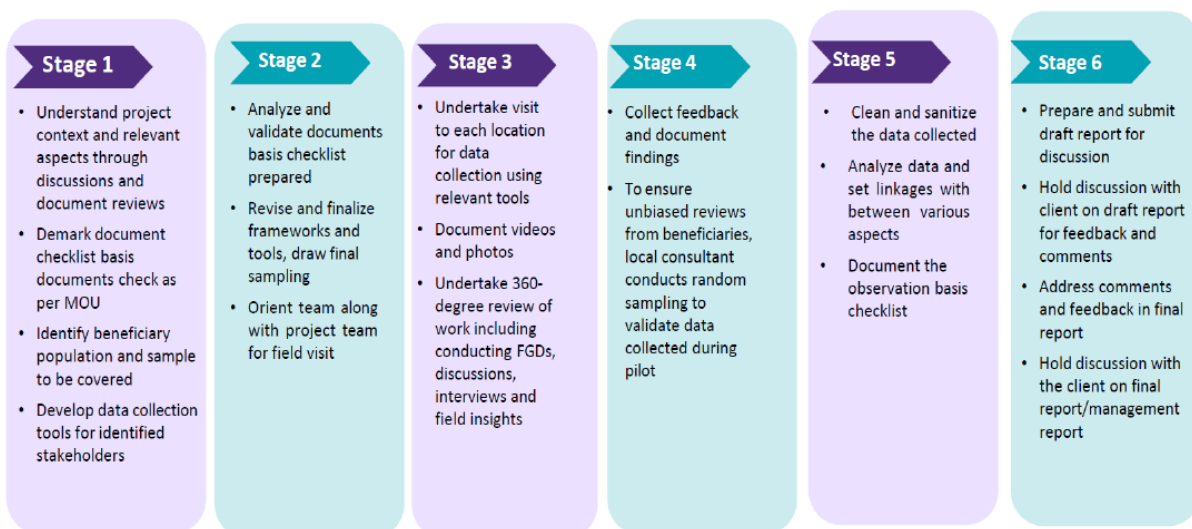 Stage 1
• Understand project
context and relevant
aspects through
discussions and
document reviews
• Demark document
checklist basis
documents check as
per MOU
• Identify beneficiary
population and sample
to be covered
• Develop data collection
tools for identified
stakeholders
Stage 2
• Analyze and
validate documents
basis checklist
prepared
• Revise and finalize
frameworks and
tools, draw final
sampling
• Orient team along
with project team
for field visit
Stage 3
• Undertake visit
to each location
for data
collection using
relevant tools
• Document videos
and photos
• Undertake 360-
degree review of
work including
conducting FGDs,
discussions,
interviews and
field insights
Stage 4
• Collect feedback
and document
findings
• To ensure
unbiased reviews
from beneficiaries,
local consultant
conducts random
sampling to
validate data
collected during
pilot
Stage 5
• Clean and sanitize
the data collected
• Analyze data and
set linkages with
between various
aspects
• Document the
observation basis
checklist
Stage 6
• Prepare and submit
draft report for
discussion
• Hold discussion with
client on draft report
for feedback and
comments
• Address comments
and feedback in final
report
• Hold discussion with
the client on final
report/management
report